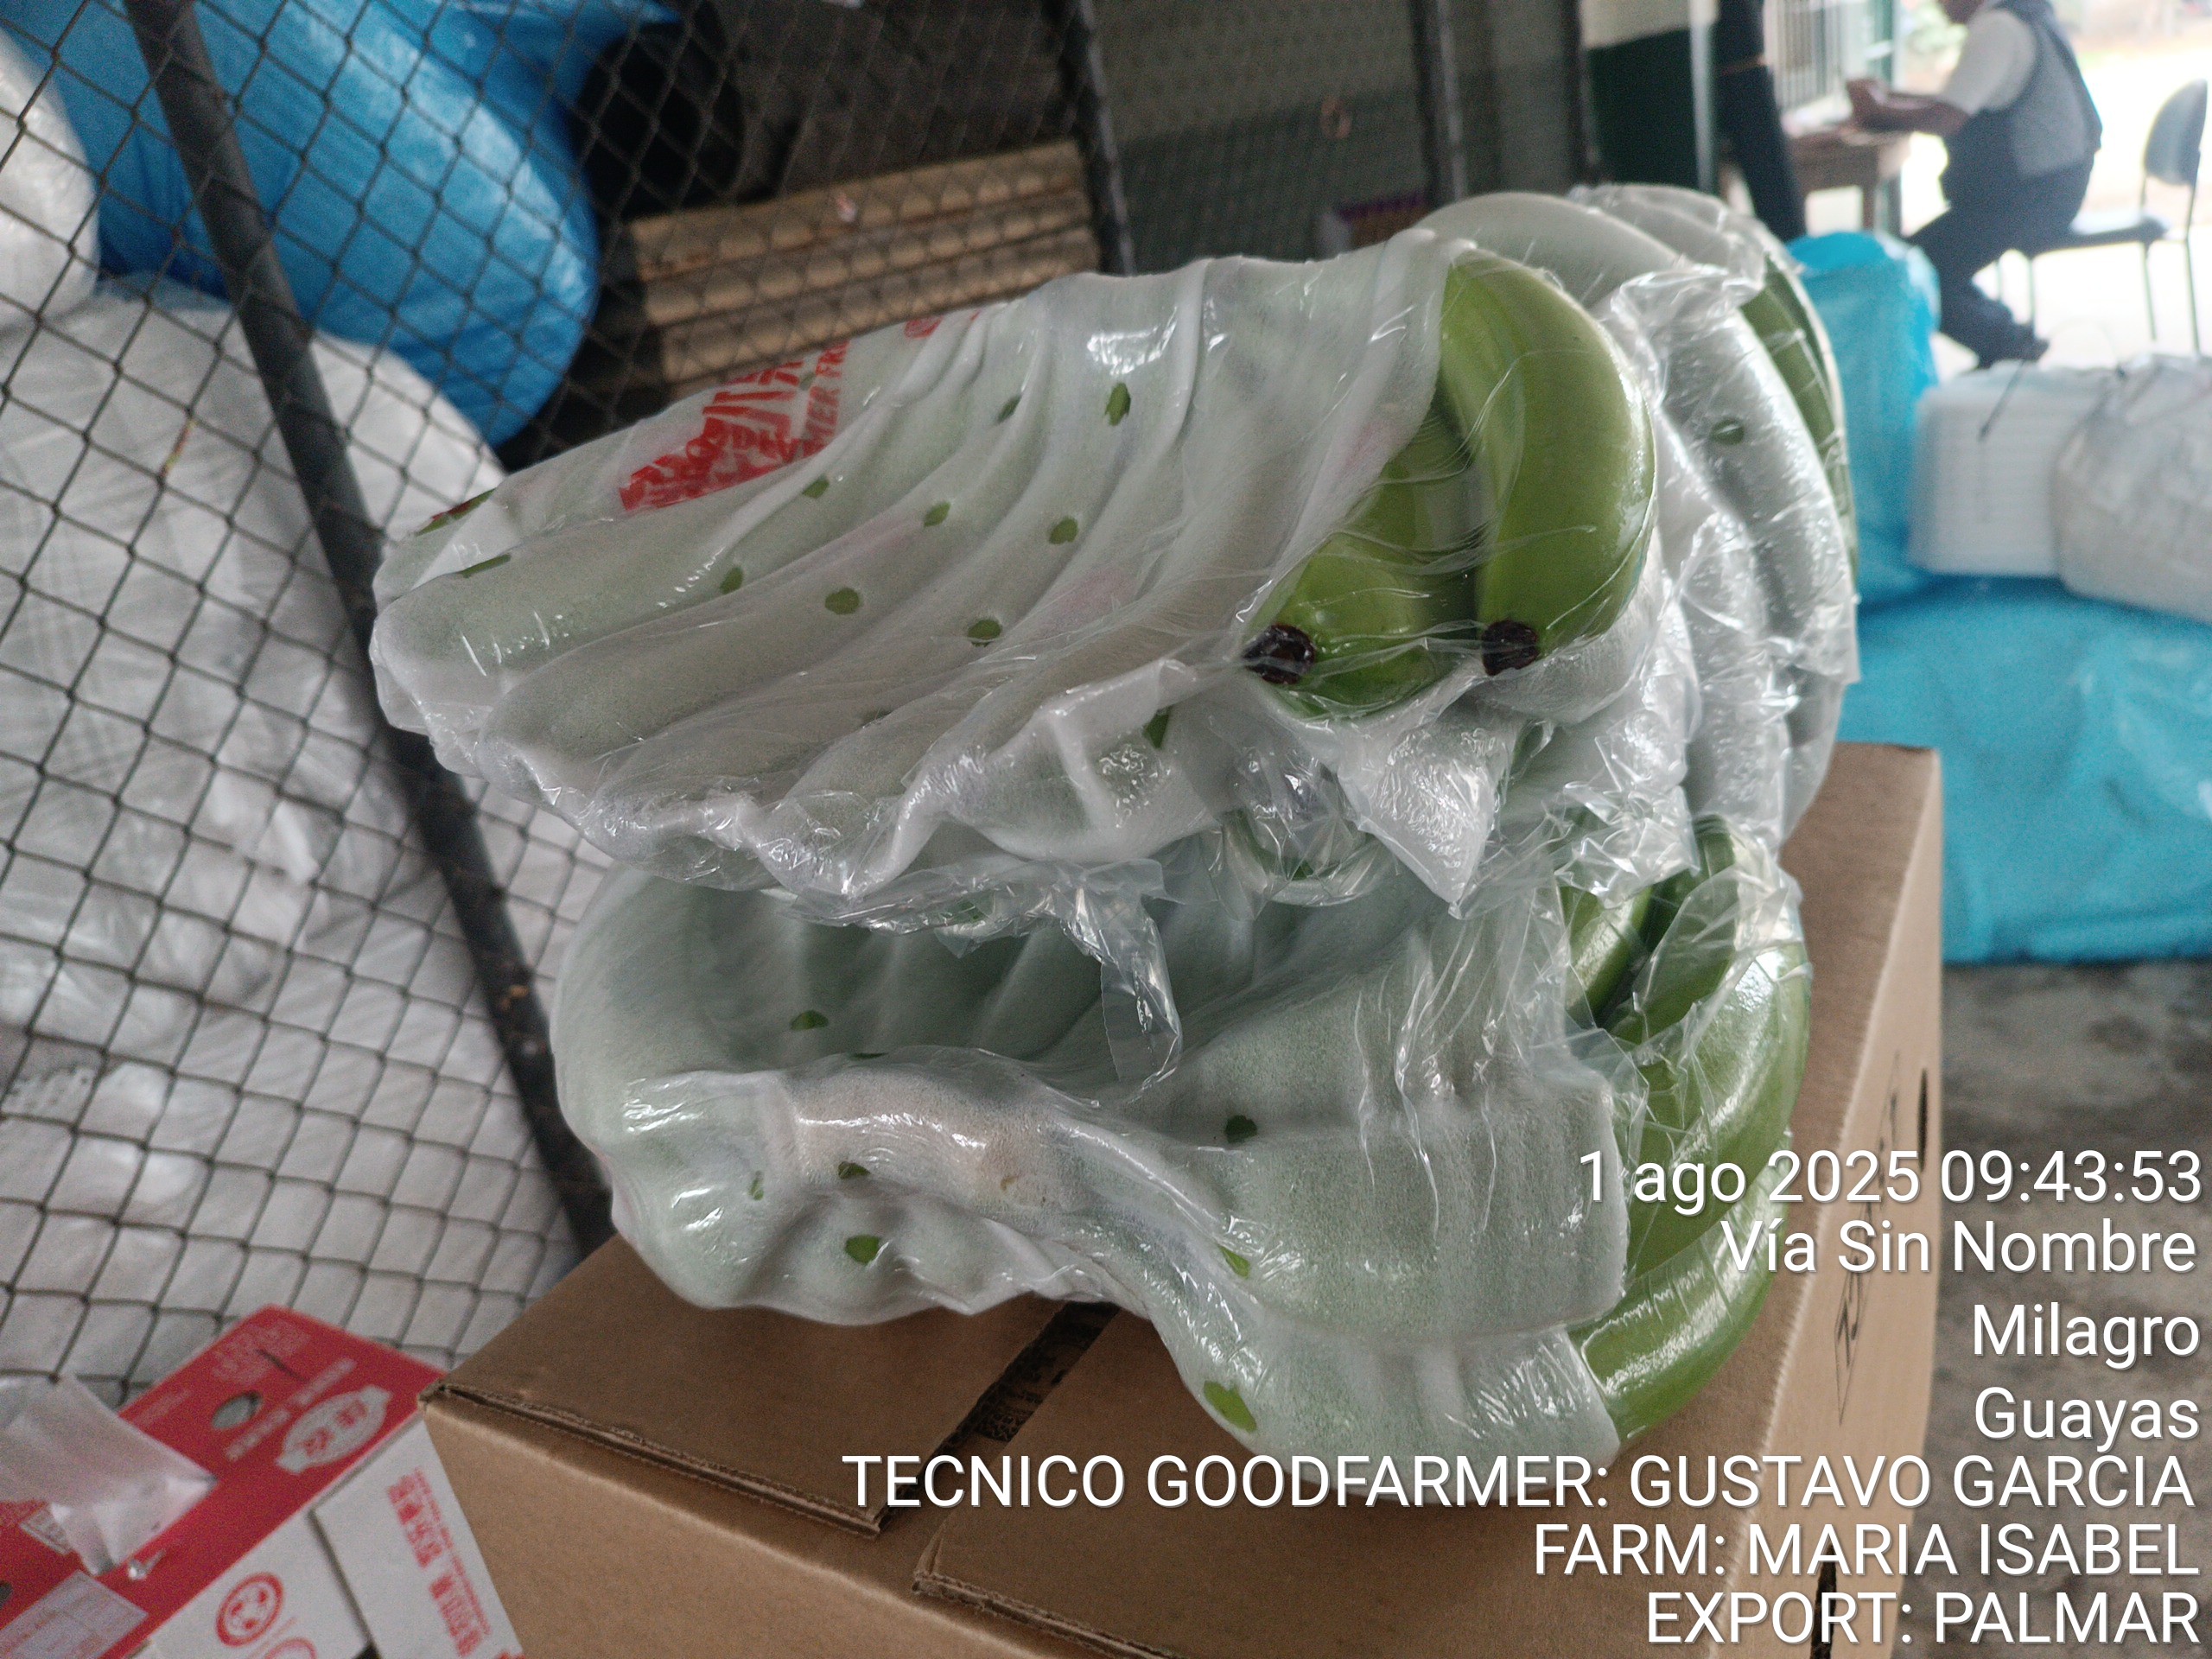 1 ago 2025 09:43:53
Vía Sin Nombre
Milagro
Guayas
TECNICO GOODFARMER: GUSTAVO GARCIA
FARM: MARIA ISABEL
EXPORT: PALMAR